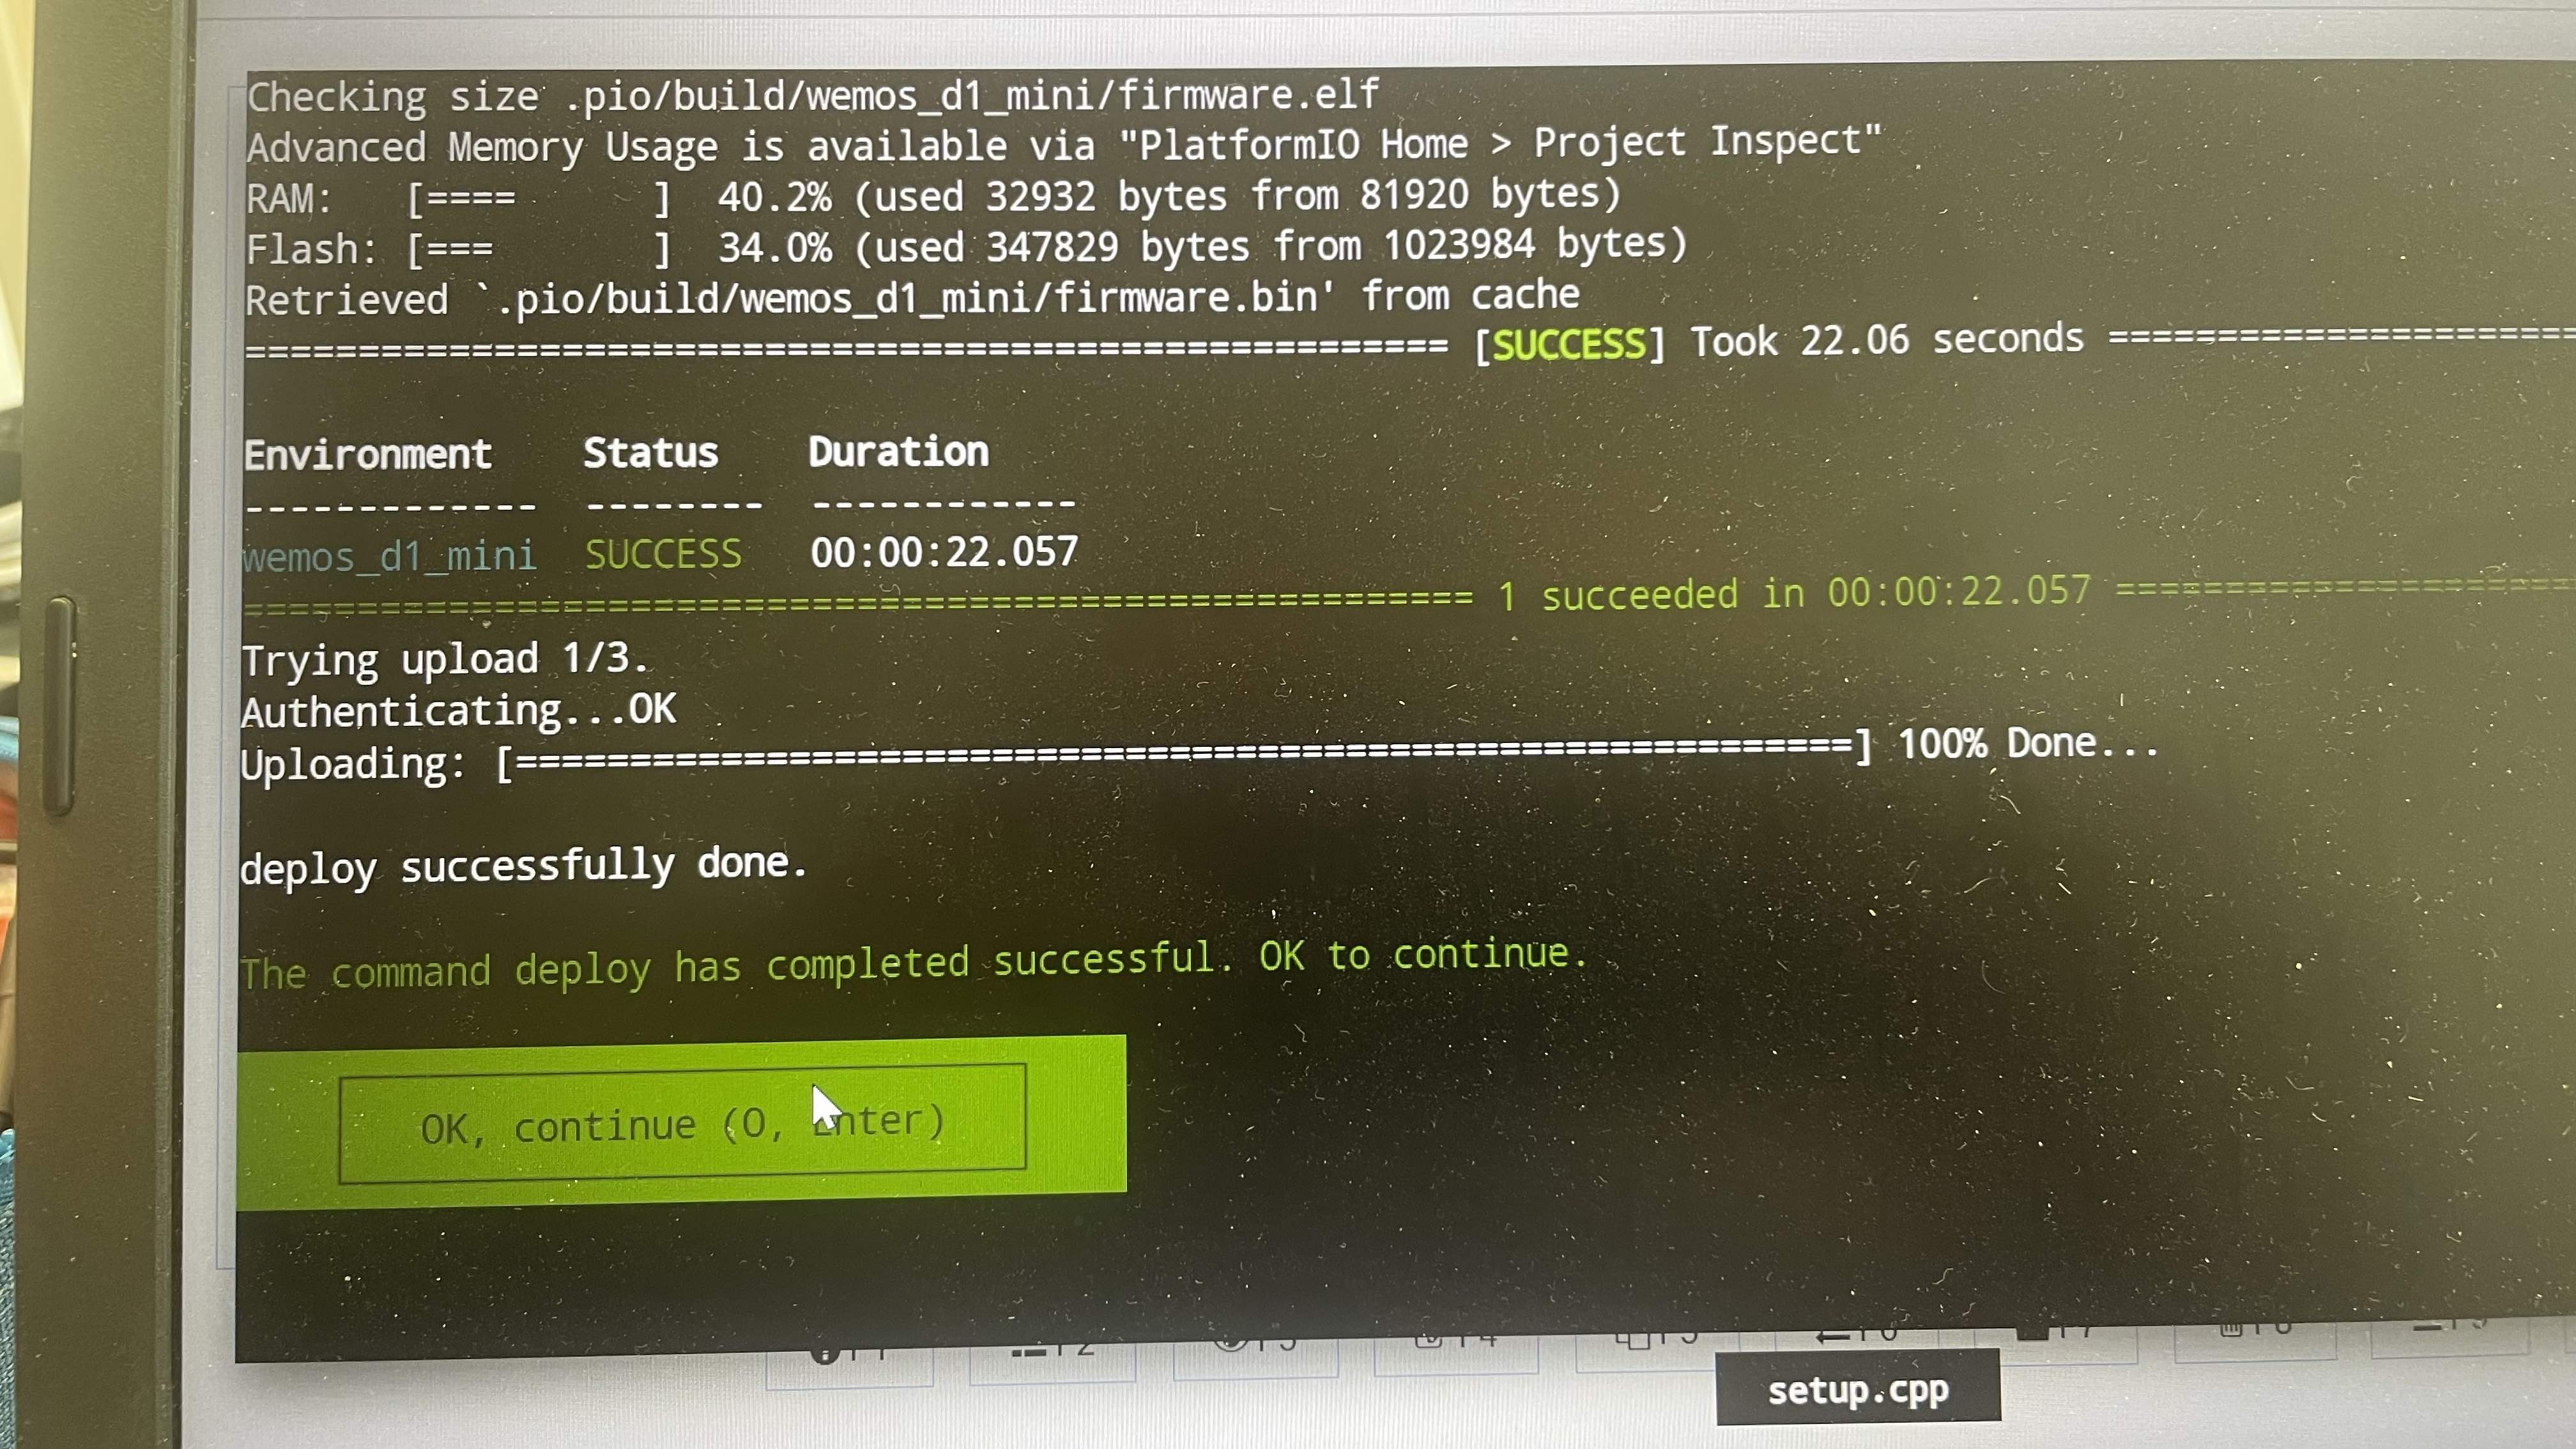 Checking size .pio/build/wemos_d1_mini/firmware.elf
Advanced Memory Usage is available via "PlatformIO Home > Project Inspect"
RAM:   [====      ]  40.2% (used 32932 bytes from 81920 bytes)
Flash: [===       ]  34.0% (used 347829 bytes from 1023984 bytes)
Retrieved `.pio/build/wemos_d1_mini/firmware.bin' from cache
===================================================== [SUCCESS] Took 22.06 seconds =====================
Environment    Status    Duration
-------------  --------  ------------
wemos_d1_mini  SUCCESS   00:00:22.057
====================================================== 1 succeeded in 00:00:22.057 =====================
Trying upload 1/3.
Authenticating...OK
Uploading: [============================================================] 100% Done...
deploy successfully done.
The command deploy has completed successful. OK to continue.
OK, continue (O, Enter)
setup.cpp